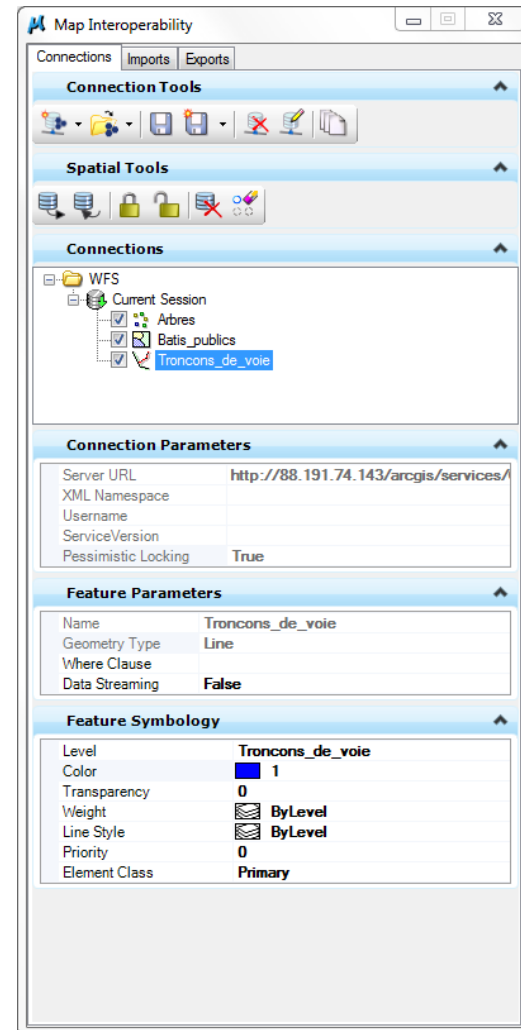 Map Interoperability
Connections Imports Exports
Connection Tools
Spatial Tools
Connections
WFS
Current Session
Arbres
Batis_publics
Troncons_de_voie
Connection Parameters
Server URL http://88.191.74.143/arcgis/services/
XML Namespace
Username
ServiceVersion
Pessimistic Locking True
Feature Parameters
Name Troncons_de_voie
Geometry Type Line
Where Clause
Data Streaming False
Feature Symbology
Level Troncons_de_voie
Color 1
Transparency 0
Weight ByLevel
Line Style ByLevel
Priority 0
Element Class Primary